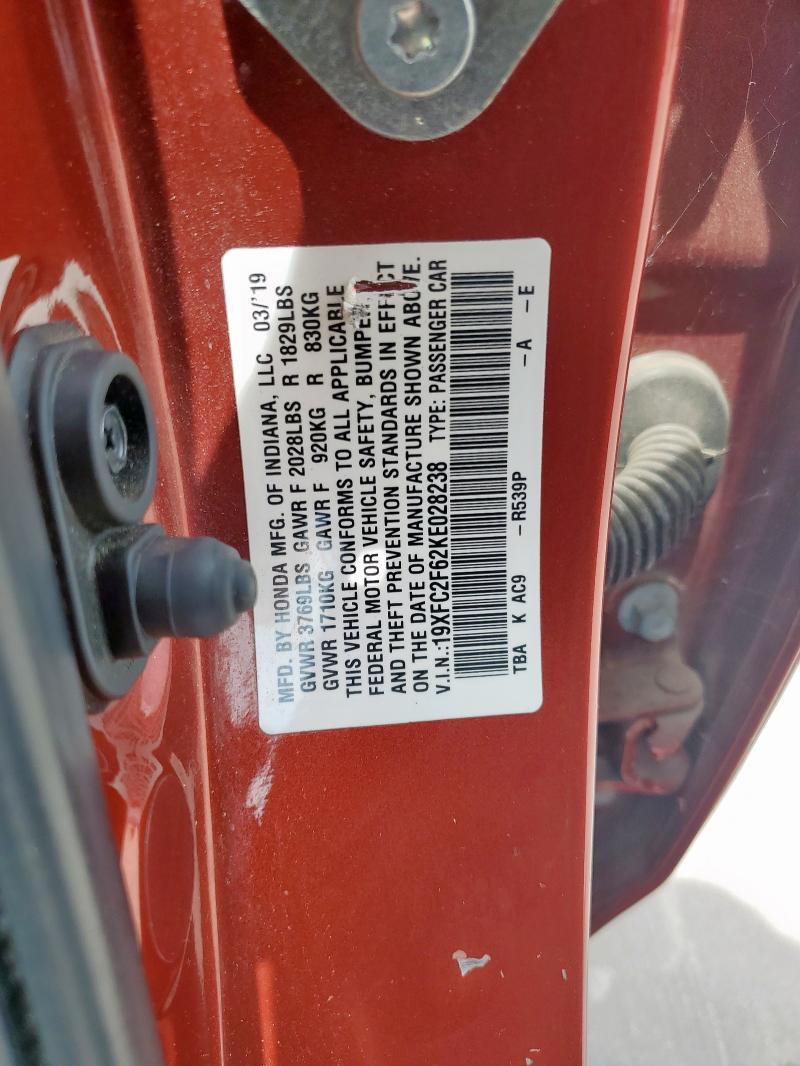 MFD. BY HONDA MFG. OF INDIANA, LLC 03/'19
GVWR 3769LBS GAWR F 2028LBS R 1829LBS
GVWR 1710KG GAWR F 920KG R 830KG
THIS VEHICLE CONFORMS TO ALL APPLICABLE
FEDERAL MOTOR VEHICLE SAFETY,
AND THEFT PREVENTION STANDARDS IN EFFECT
ON THE DATE OF MANUFACTURE SHOWN ABOVE.
V.I.N.:19XFC2F62KE028238 TYPE: PASSENGER CAR
TBA K AC9 – R539P – A – E